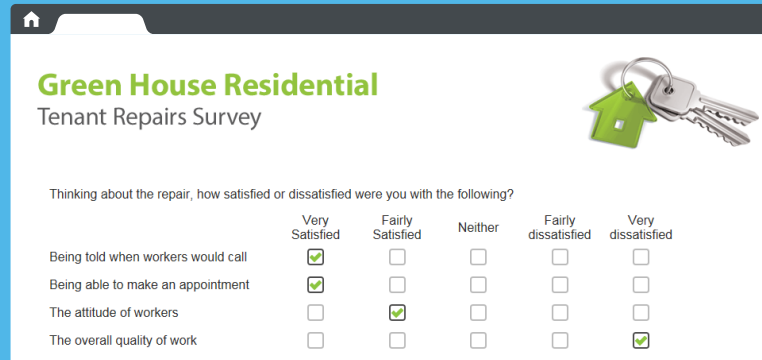 Green House Residential
Tenant Repairs Survey
Thinking about the repair, how satisfied or dissatisfied were you with the following?
Very Satisfied Fairly Satisfied Neither Fairly dissatisfied Very dissatisfied
Being told when workers would call
Being able to make an appointment
The attitude of workers
The overall quality of work